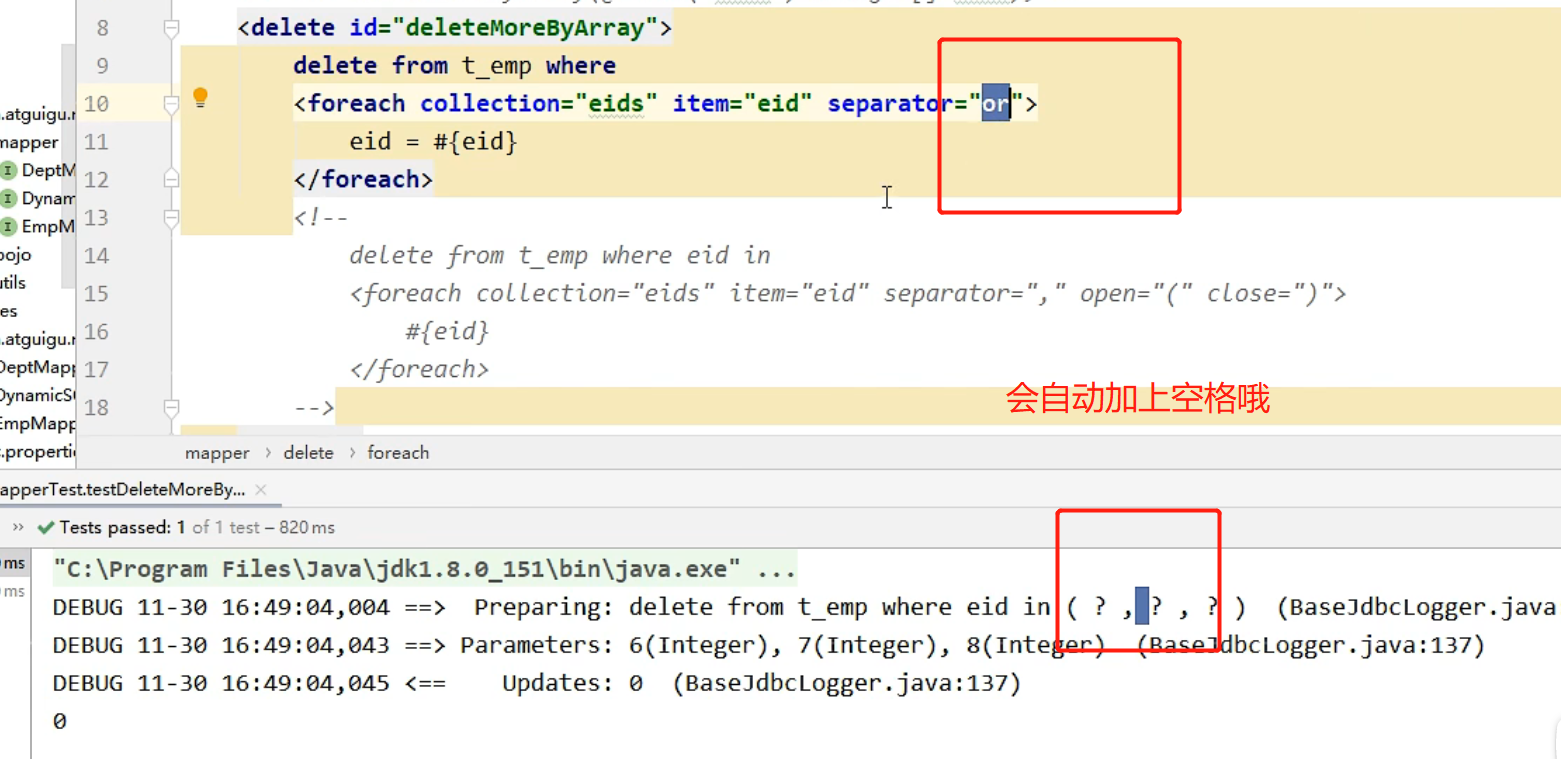 8 <delete id="deleteMoreByArray">
9 delete from t_emp where
10 <foreach collection="eids" item="eid" separator="or">
11 eid = #{eid}
12 </foreach>
13 <!--
14 delete from t_emp where eid in
15 <foreach collection="eids" item="eid" separator="," open="(" close=")">
16 #{eid}
17 </foreach>
18 -->
会自动加上空格哦
.atguigu.
mapper
I DeptM
I Dynam
I EmpM
pojo
utils
es
.atguigu.
DeptMapp
DynamicS
EmpMapp
c.properti
mapper > delete > foreach
apperTest.testDeleteMoreBy... ×
» Tests passed: 1 of 1 test – 820 ms
ms "C:\Program Files\Java\jdk1.8.0_151\bin\java.exe" ...
ms
DEBUG 11-30 16:49:04,004 ==>  Preparing: delete from t_emp where eid in ( ? , ? , ? )  (BaseJdbcLogger.java
DEBUG 11-30 16:49:04,043 ==> Parameters: 6(Integer), 7(Integer), 8(Integer)  (BaseJdbcLogger.java:137)
DEBUG 11-30 16:49:04,045 <==    Updates: 0  (BaseJdbcLogger.java:137)
0